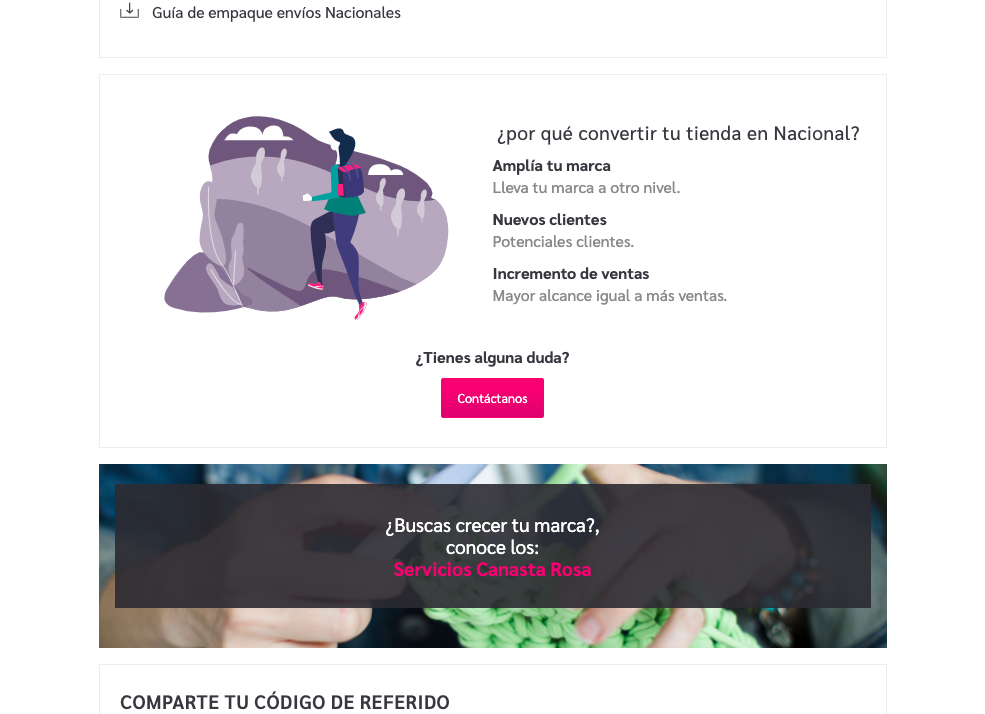 Guía de empaque envíos Nacionales
¿por qué convertir tu tienda en Nacional?
Amplía tu marca
Lleva tu marca a otro nivel.
Nuevos clientes
Potenciales clientes.
Incremento de ventas
Mayor alcance igual a más ventas.
¿Tienes alguna duda?
Contáctanos
¿Buscas crecer tu marca?,
conoce los:
Servicios Canasta Rosa
COMPARTE TU CÓDIGO DE REFERIDO